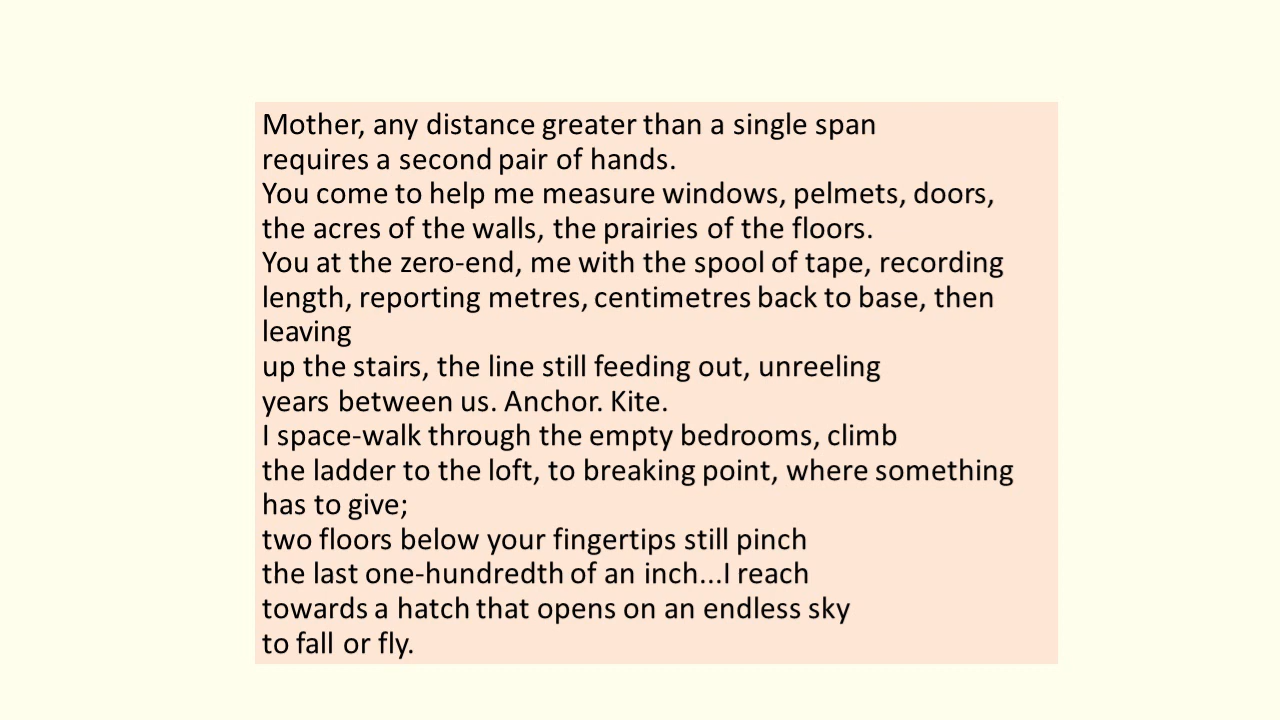 Mother, any distance greater than a single span
requires a second pair of hands.
You come to help me measure windows, pelmets, doors,
the acres of the walls, the prairies of the floors.
You at the zero-end, me with the spool of tape, recording
length, reporting metres, centimetres back to base, then
leaving
up the stairs, the line still feeding out, unreeling
years between us. Anchor. Kite.
I space-walk through the empty bedrooms, climb
the ladder to the loft, to breaking point, where something
has to give;
two floors below your fingertips still pinch
the last one-hundredth of an inch...I reach
towards a hatch that opens on an endless sky
to fall or fly.